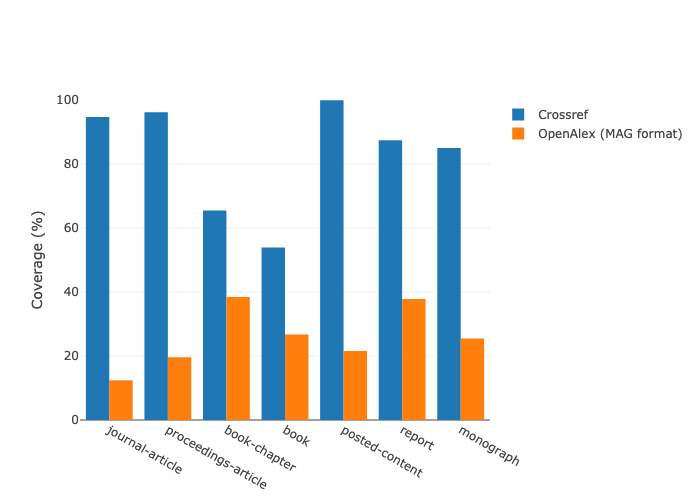 100
80
60
40
20
0
Coverage (%)
journal-article
proceedings-article
book-chapter
book
posted-content
report
monograph
Crossref
OpenAlex (MAG format)